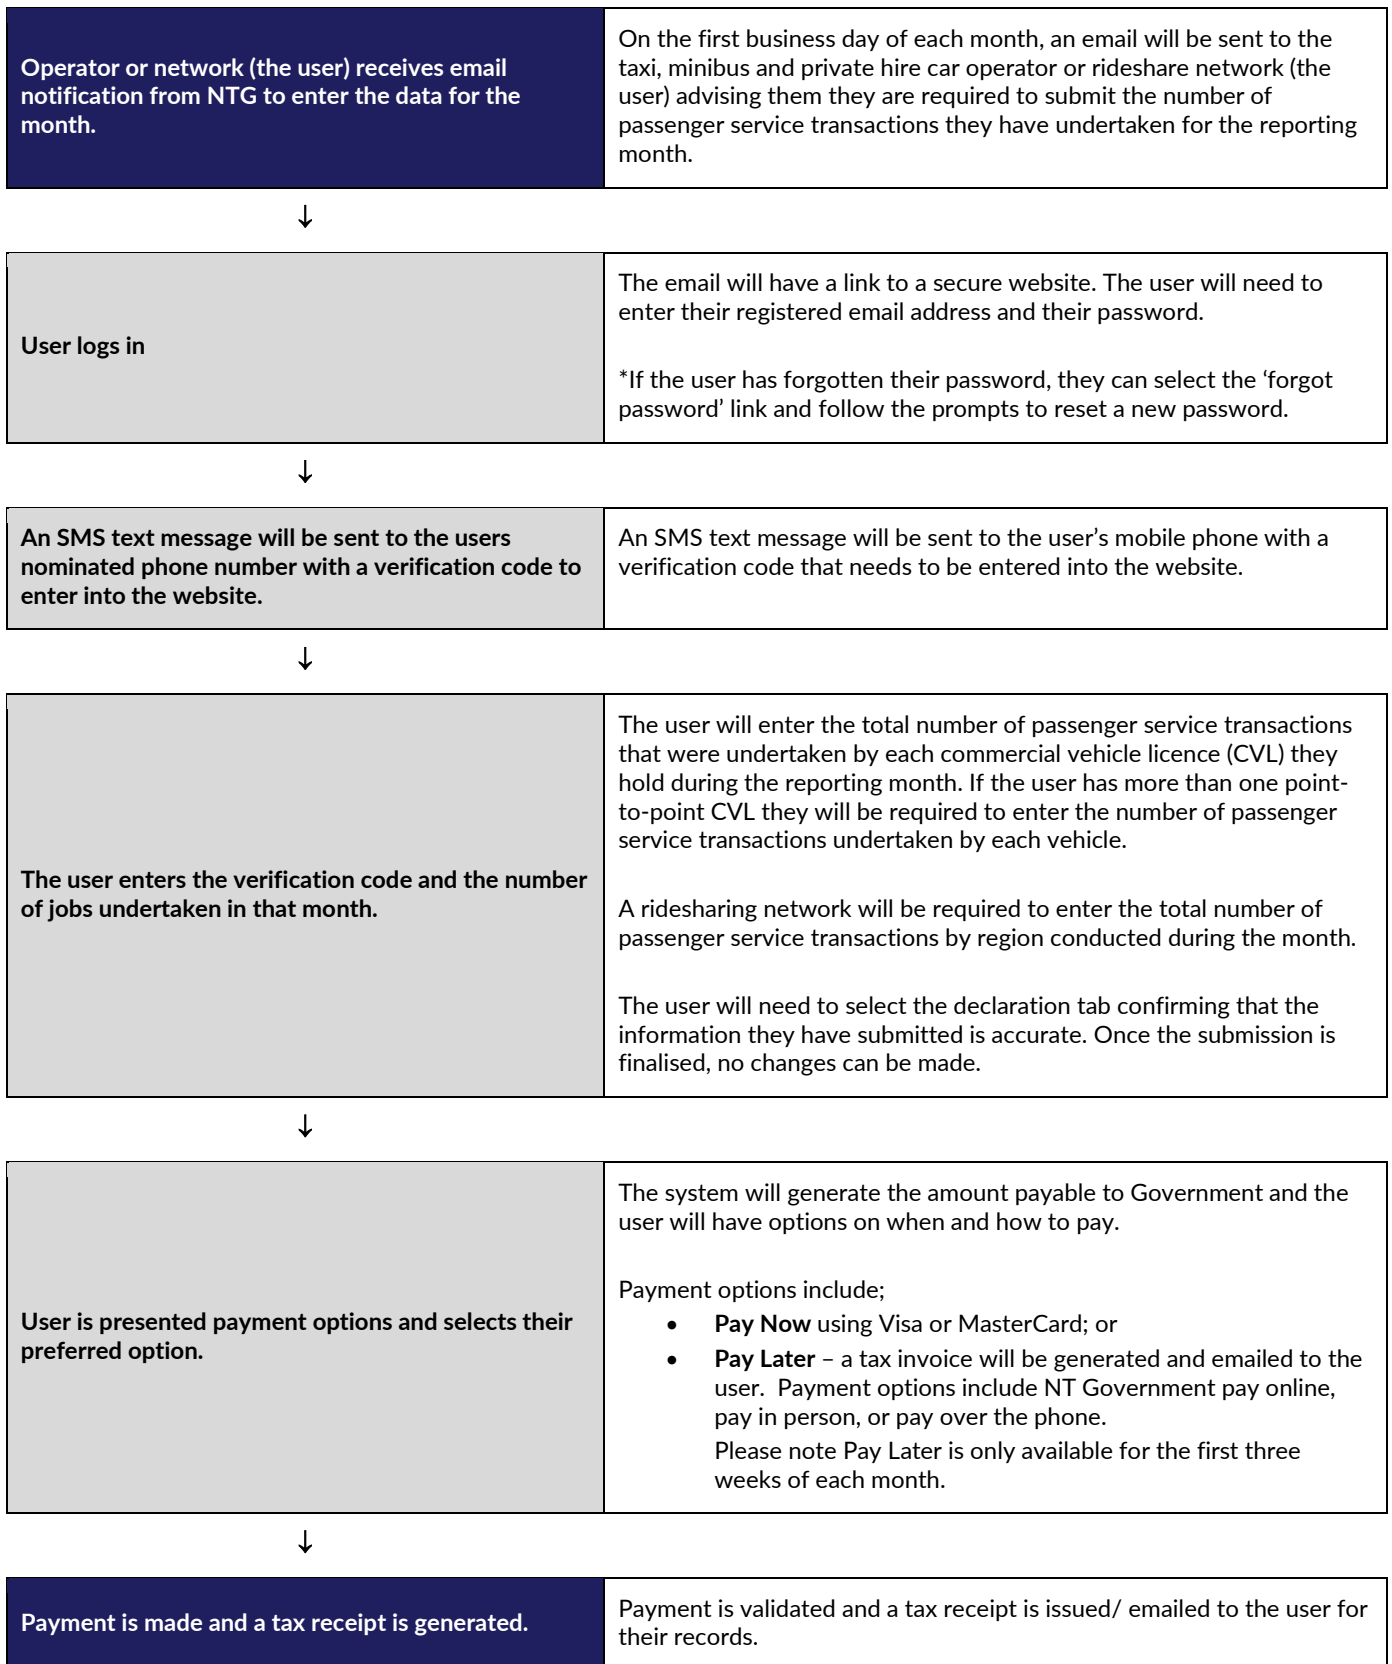 Operator or network (the user) receives email
notification from NTG to enter the data for the
month.
On the first business day of each month, an email will be sent to the
taxi, minibus and private hire car operator or rideshare network (the
user) advising them they are required to submit the number of
passenger service transactions they have undertaken for the reporting
month.
↓
User logs in
The email will have a link to a secure website. The user will need to
enter their registered email address and their password.
*If the user has forgotten their password, they can select the ‘forgot
password’ link and follow the prompts to reset a new password.
↓
An SMS text message will be sent to the users
nominated phone number with a verification code to
enter into the website.
An SMS text message will be sent to the user’s mobile phone with a
verification code that needs to be entered into the website.
↓
The user enters the verification code and the number
of jobs undertaken in that month.
The user will enter the total number of passenger service transactions
that were undertaken by each commercial vehicle licence (CVL) they
hold during the reporting month. If the user has more than one point-
to-point CVL they will be required to enter the number of passenger
service transactions undertaken by each vehicle.
A ridesharing network will be required to enter the total number of
passenger service transactions by region conducted during the month.
The user will need to select the declaration tab confirming that the
information they have submitted is accurate. Once the submission is
finalised, no changes can be made.
↓
User is presented payment options and selects their
preferred option.
The system will generate the amount payable to Government and the
user will have options on when and how to pay.
Payment options include;
• Pay Now using Visa or MasterCard; or
• Pay Later – a tax invoice will be generated and emailed to the
user.  Payment options include NT Government pay online,
pay in person, or pay over the phone.
Please note Pay Later is only available for the first three
weeks of each month.
↓
Payment is made and a tax receipt is generated.
Payment is validated and a tax receipt is issued/ emailed to the user for
their records.